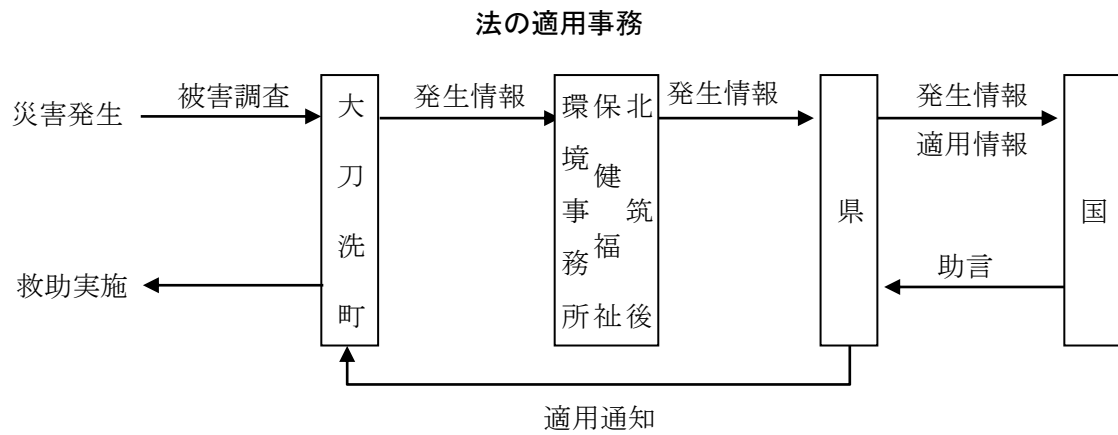 法の適用事務
災害発生
被害調査
大刀洗町
発生情報
北筑後
保健福祉
環境事務所
発生情報
県
発生情報
適用情報
国
救助実施
助言
適用通知